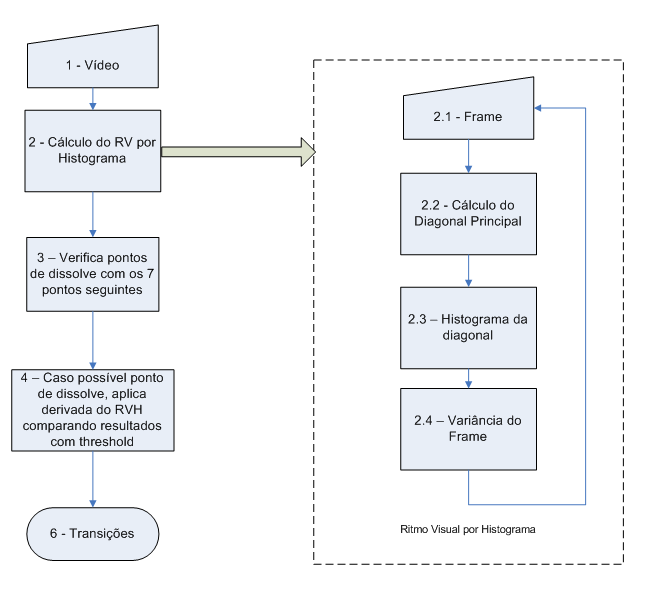 1 - Vídeo
2 - Cálculo do RV por
Histograma
3 – Verifica pontos
de dissolve com os 7
pontos seguintes
4 – Caso possível ponto
de dissolve, aplica
derivada do RVH
comparando resultados
com threshold
6 - Transições
2.1 - Frame
2.2 - Cálculo do
Diagonal Principal
2.3 – Histograma da
diagonal
2.4 – Variância do
Frame
Ritmo Visual por Histograma